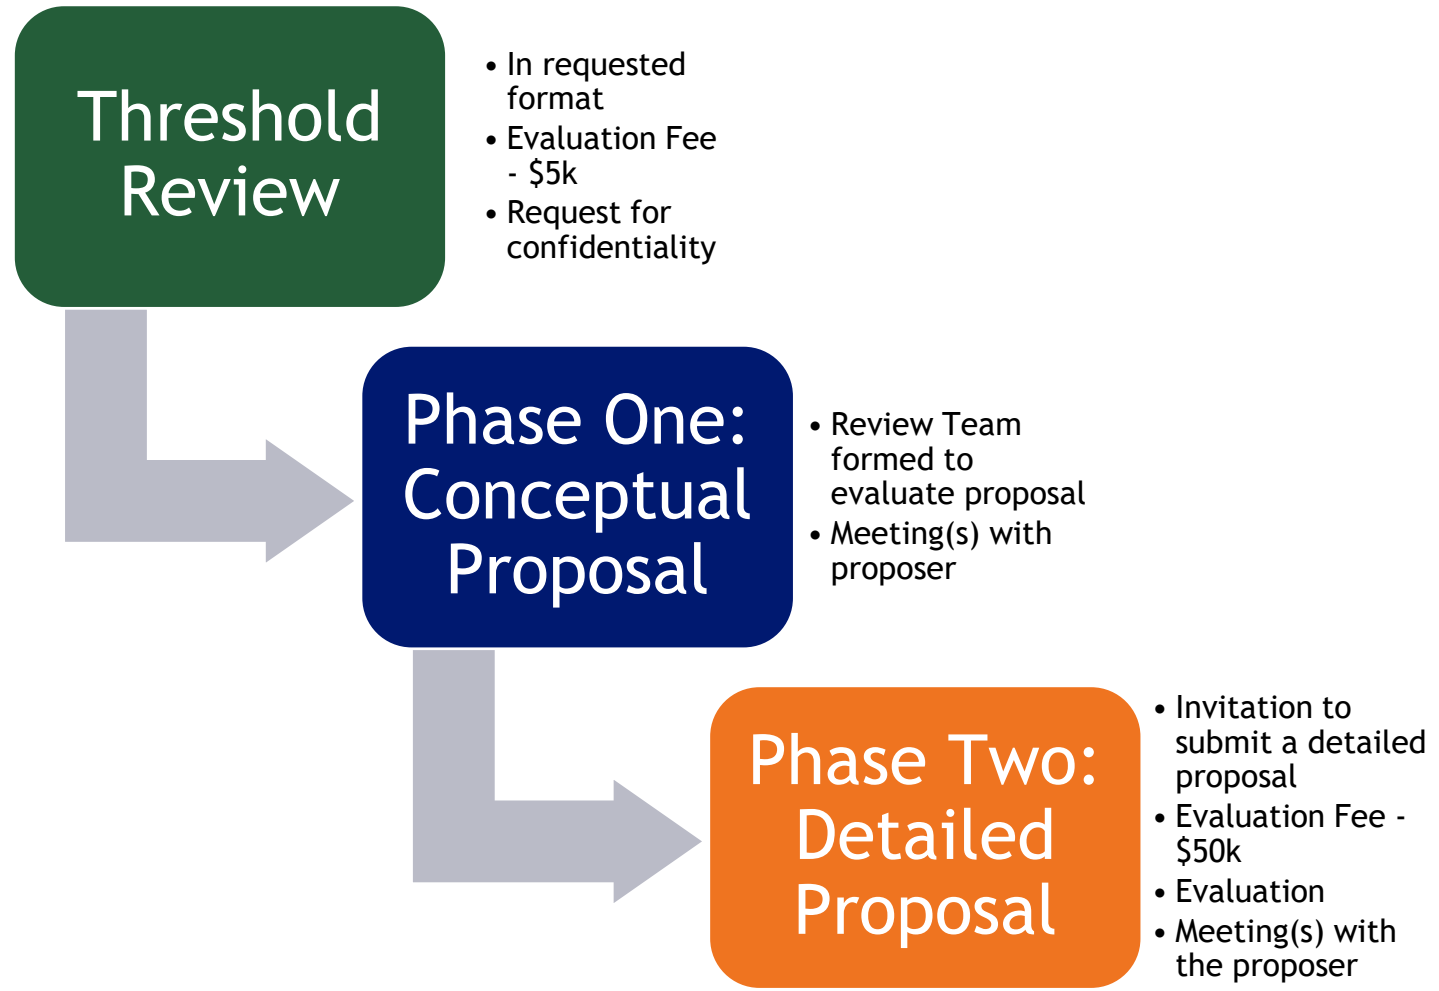 Threshold
Review
• In requested
format
• Evaluation Fee
- $5k
• Request for
confidentiality
Phase One:
Conceptual
Proposal
• Review Team
formed to
evaluate proposal
• Meeting(s) with
proposer
Phase Two:
Detailed
Proposal
• Invitation to
submit a detailed
proposal
• Evaluation Fee -
$50k
• Evaluation
• Meeting(s) with
the proposer